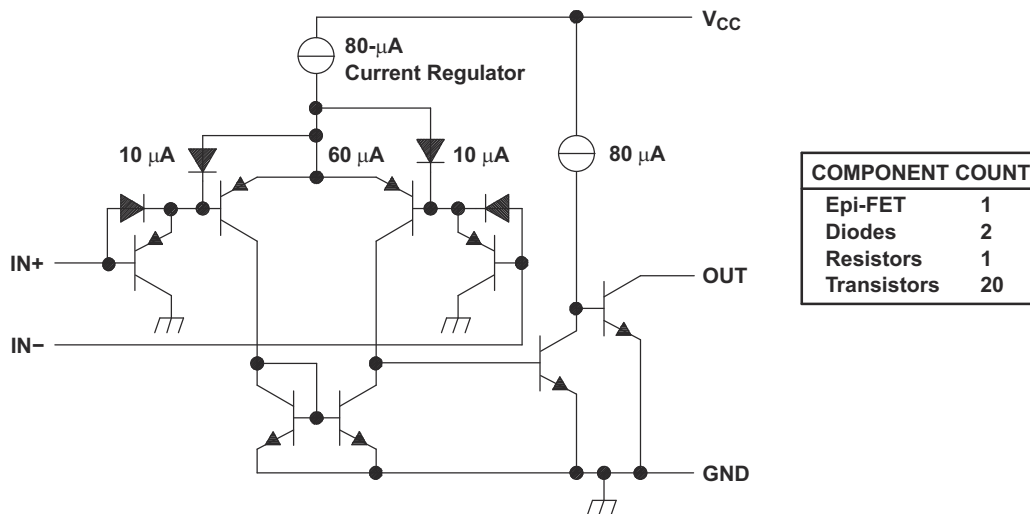 V_CC
80-μA
Current Regulator
10 μA
60 μA
10 μA
80 μA
COMPONENT COUNT
Epi-FET 1
Diodes 2
Resistors 1
Transistors 20
IN+
OUT
IN−
GND